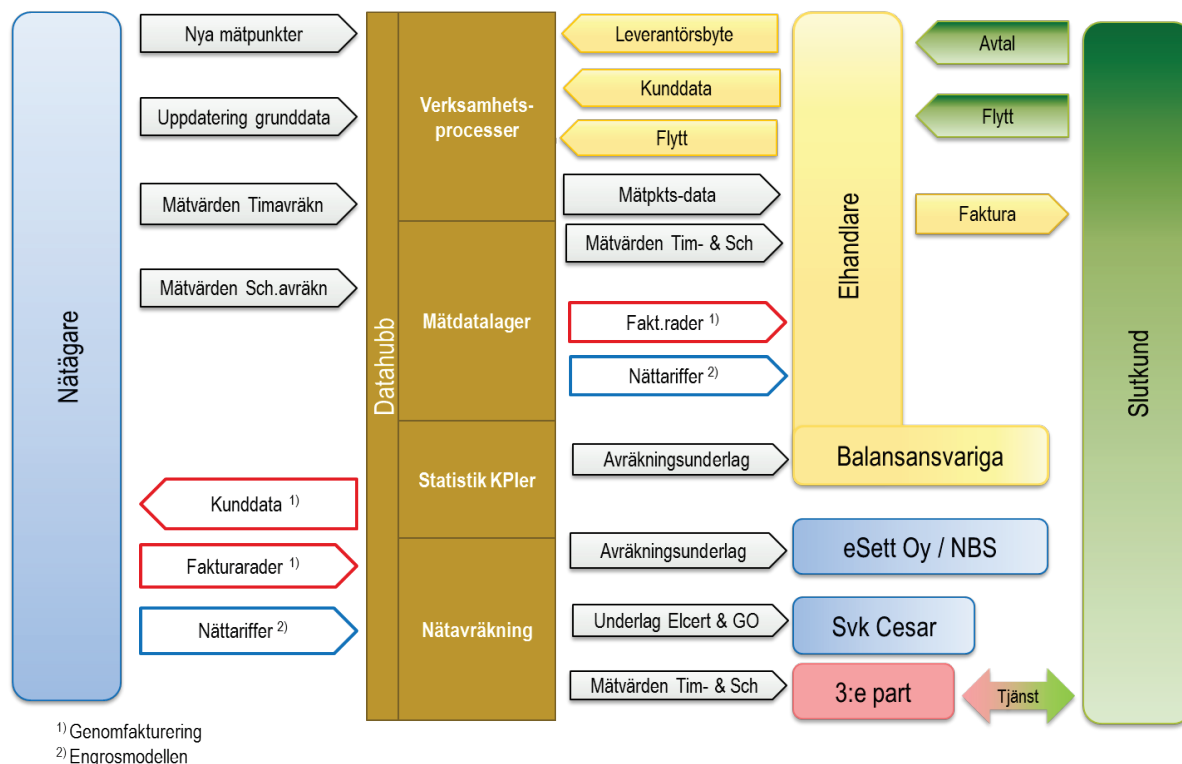 Nätägare
Nya mätpunkter
Uppdatering grunddata
Mätvärden Timavräkn
Mätvärden Sch.avräkn
Kunddata 1)
Fakturarader 1)
Nättariffer 2)
Datahubb
Verksamhets-
processer
Mätdatalager
Statistik KPIer
Nätavräkning
Leverantörsbyte
Kunddata
Flytt
Mätpkts-data
Mätvärden Tim- & Sch
Fakt.rader 1)
Nättariffer 2)
Avräkningsunderlag
Avräkningsunderlag
Underlag Elcert & GO
Mätvärden Tim- & Sch
Elhandlare
Balansansvariga
eSett Oy / NBS
Svk Cesar
3:e part
Avtal
Flytt
Faktura
Tjänst
Slutkund
1) Genomfakturering
2) Engrosmodellen